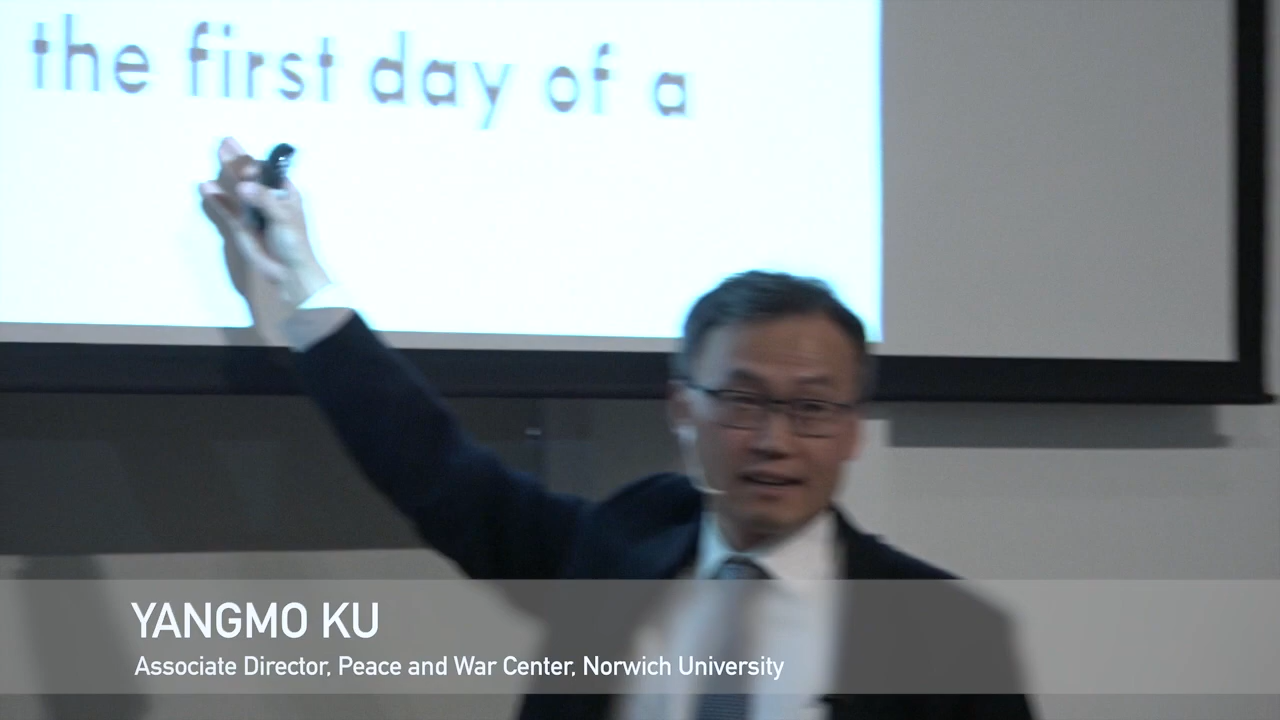 the first day of a
YANGMO KU
Associate Director, Peace and War Center, Norwich University